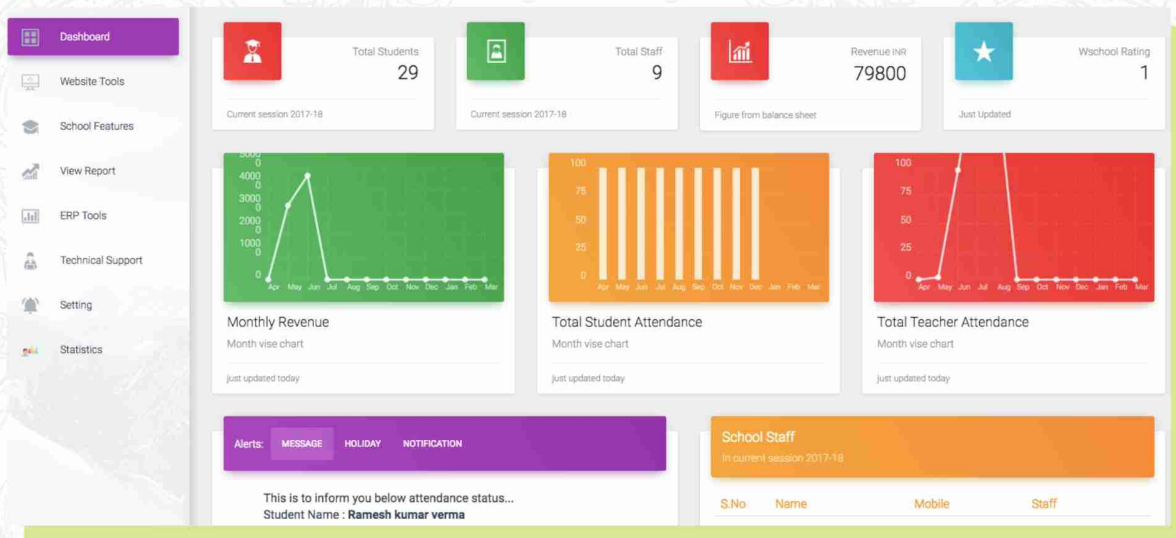 Dashboard
Website Tools
School Features
View Report
ERP Tools
Technical Support
Setting
Statistics
Total Students
29
Current session 2017-18
Total Staff
9
Current session 2017-18
Revenue INR
79800
Figure from balance sheet
Wschool Rating
1
Just Updated
5000
0
4000
0
3000
0
2000
0
1000
0
0
Apr May Jun Jul Aug Sep Oct Nov Dec Jan Feb Mar
Monthly Revenue
Month vise chart
just updated today
100
75
50
25
0
Apr May Jun Jul Aug Sep Oct Nov Dec Jan Feb Mar
Total Student Attendance
Month vise chart
just updated today
100
75
50
25
0
Apr May Jun Jul Aug Sep Oct Nov Dec Jan Feb Mar
Total Teacher Attendance
Month vise chart
just updated today
Alerts: MESSAGE HOLIDAY NOTIFICATION
This is to inform you below attendance status...
Student Name : Ramesh kumar verma
School Staff
In current session 2017-18
S.No Name Mobile Staff